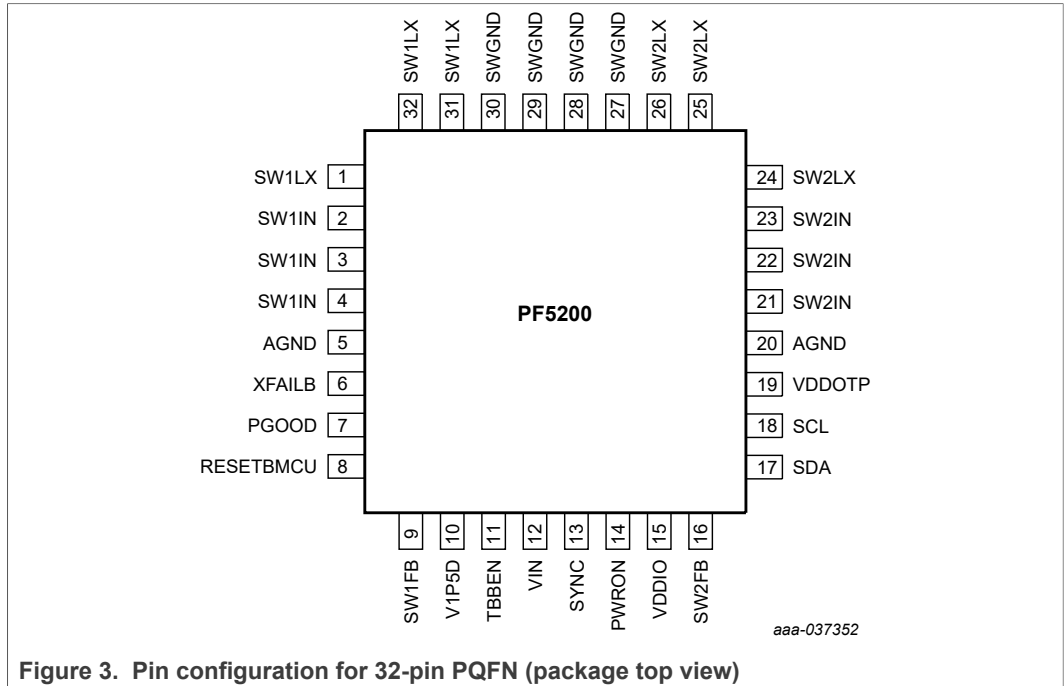 SW1LX SW1LX SWGND SWGND SWGND SWGND SW2LX SW2LX
32 31 30 29 28 27 26 25
SW1LX 1
SW1IN 2
SW1IN 3
SW1IN 4
AGND 5
XFAILB 6
PGOOD 7
RESETBMCU 8
PF5200
24 SW2LX
23 SW2IN
22 SW2IN
21 SW2IN
20 AGND
19 VDDOTP
18 SCL
17 SDA
9 10 11 12 13 14 15 16
SW1FB V1P5D TBBEN VIN SYNC PWRON VDDIO SW2FB
aaa-037352
Figure 3. Pin configuration for 32-pin PQFN (package top view)